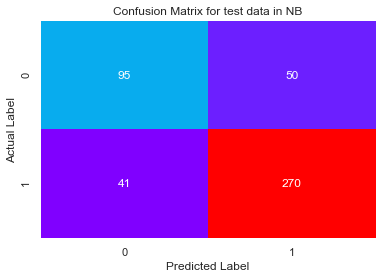 Confusion Matrix for test data in NB
Actual Label
0
95
50
1
41
270
0
1
Predicted Label